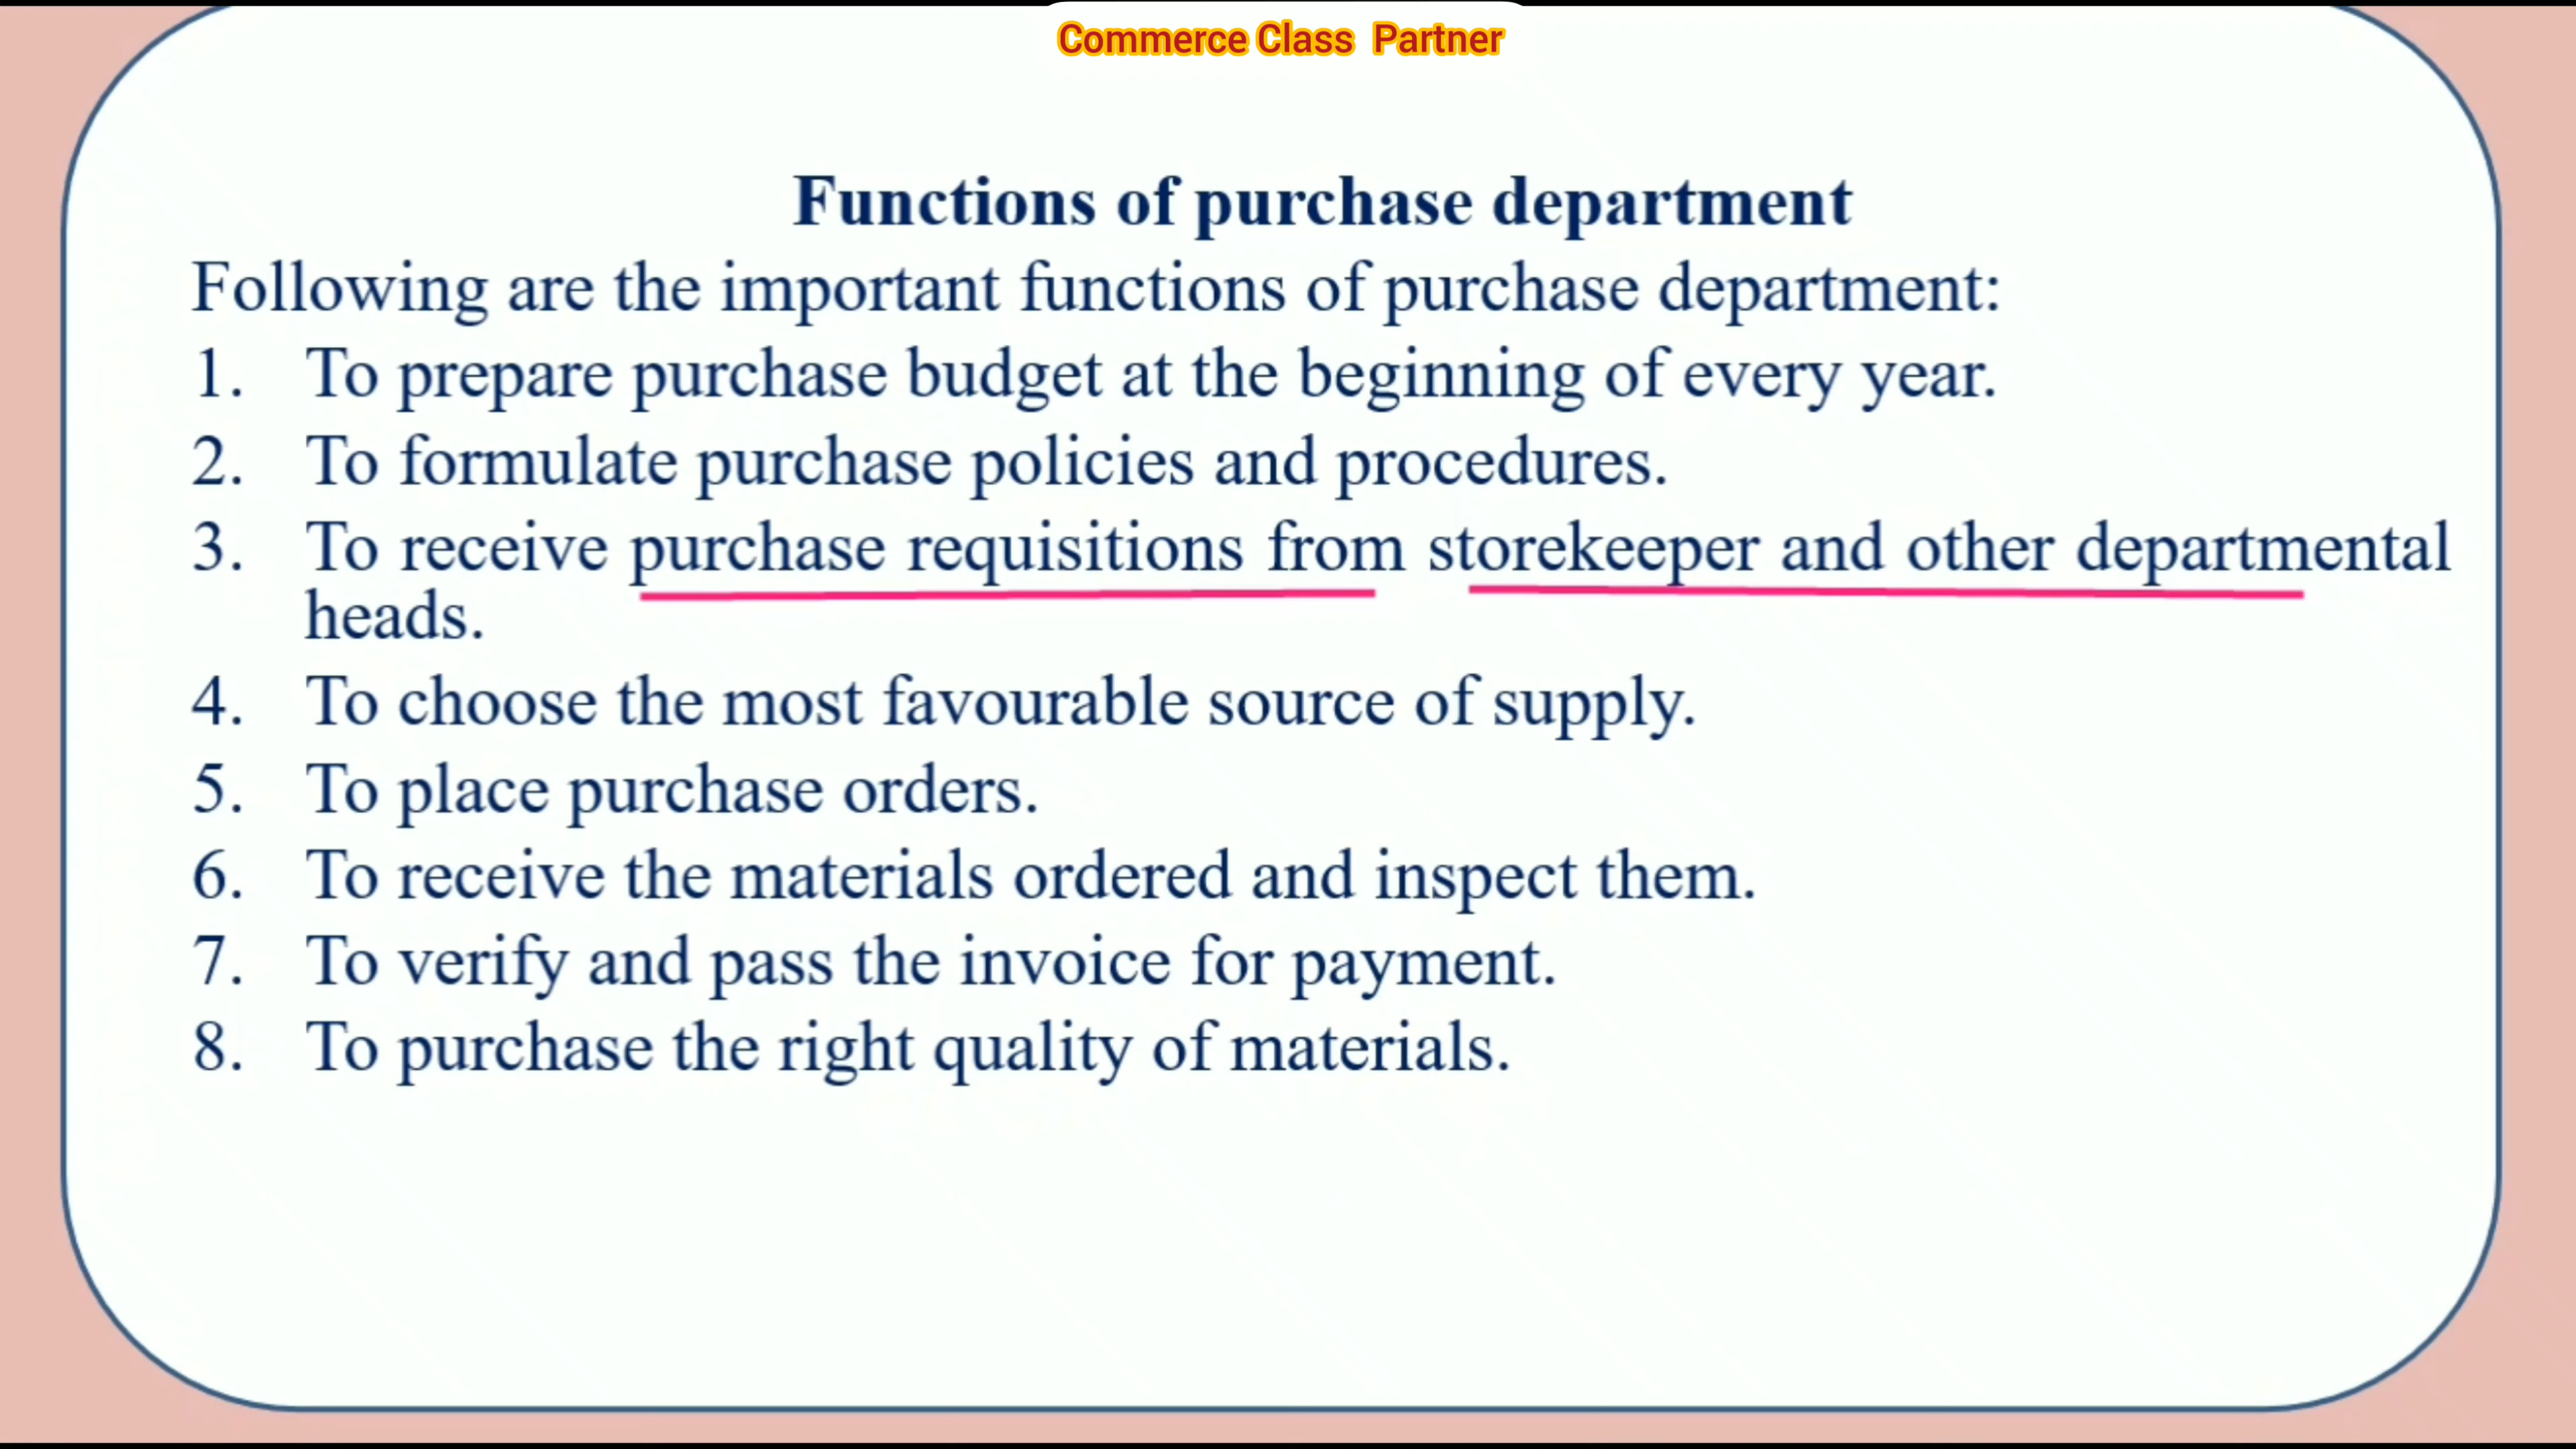 Commerce Class Partner
Functions of purchase department
Following are the important functions of purchase department:
1. To prepare purchase budget at the beginning of every year.
2. To formulate purchase policies and procedures.
3. To receive purchase requisitions from storekeeper and other departmental
heads.
4. To choose the most favourable source of supply.
5. To place purchase orders.
6. To receive the materials ordered and inspect them.
7. To verify and pass the invoice for payment.
8. To purchase the right quality of materials.